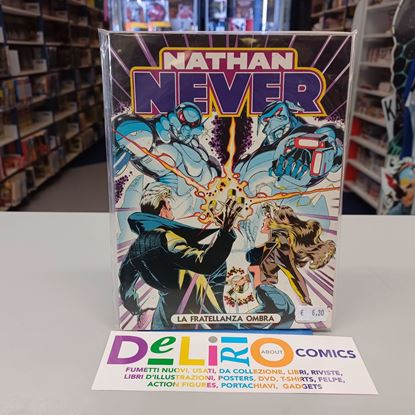 NATHAN
NEVER
LA FRATELLANZA OMBRA
€ 6,30
DELIRIO ABOUT COMICS
FUMETTI NUOVI, USATI, DA COLLEZIONE, LIBRI, RIVISTE,
LIBRI D'ILLUSTRAZIONI, POSTERS, DVD, T-SHIRTS, FELPE,
ACTION FIGURES, PORTACHIAVI, GADGETS